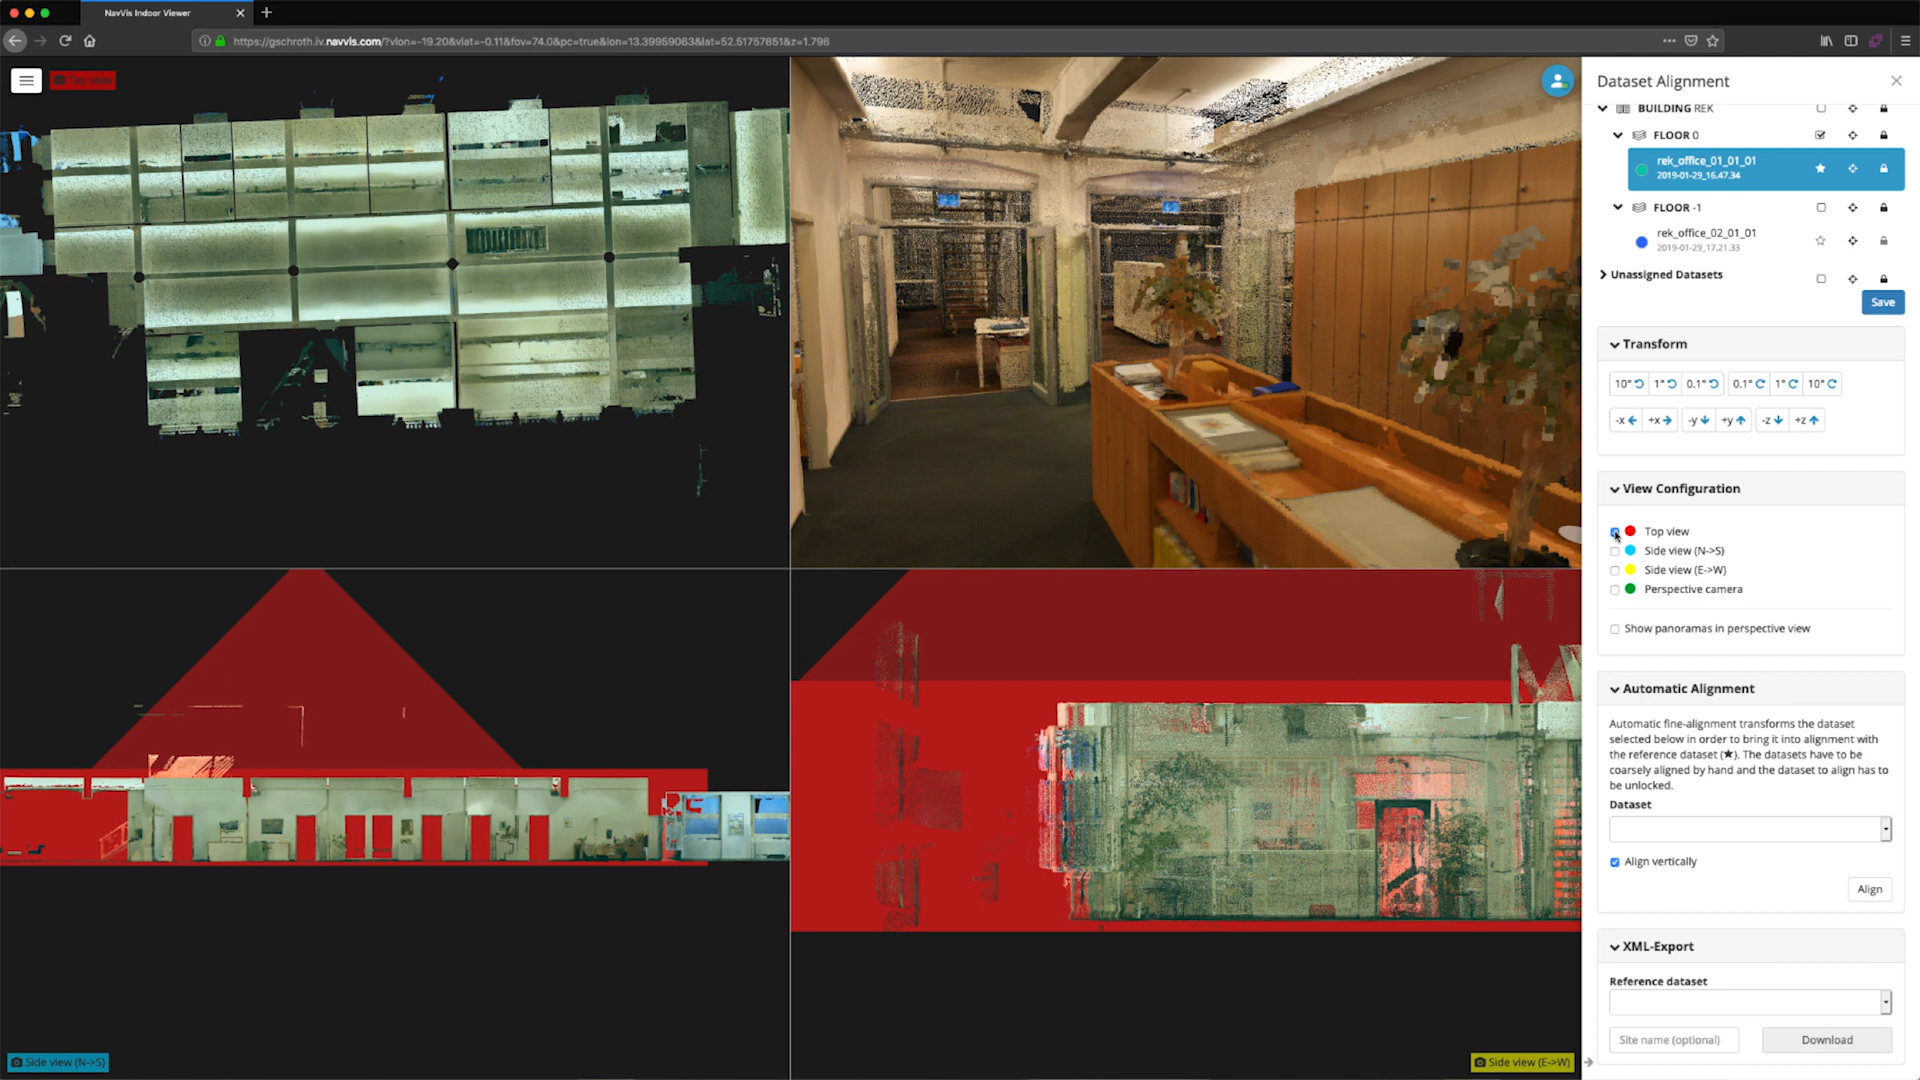 NavVis Indoor Viewer
https://gschroth.iv.navvis.com/?vlon=-19.20&vlat=-0.11&fov=74.0&pc=true&lon=13.39959063&lat=52.51757851&z=1.796
Top view
Dataset Alignment
BUILDING REK
FLOOR 0
rek_office_01_01_01
2019-01-29_16.47.34
FLOOR -1
rek_office_02_01_01
2019-01-29_17.21.33
Unassigned Datasets
Save
Transform
10° 1° 0.1° 0.1° 1° 10°
-x +x -y +y -z +z
View Configuration
Top view
Side view (N->S)
Side view (E->W)
Perspective camera
Show panoramas in perspective view
Automatic Alignment
Automatic fine-alignment transforms the dataset
selected below in order to bring it into alignment with
the reference dataset (★). The datasets have to be
coarsely aligned by hand and the dataset to align has to
be unlocked.
Dataset
Align vertically
Align
XML-Export
Reference dataset
Site name (optional)
Download
Side view (N->S)
Side view (E->W)